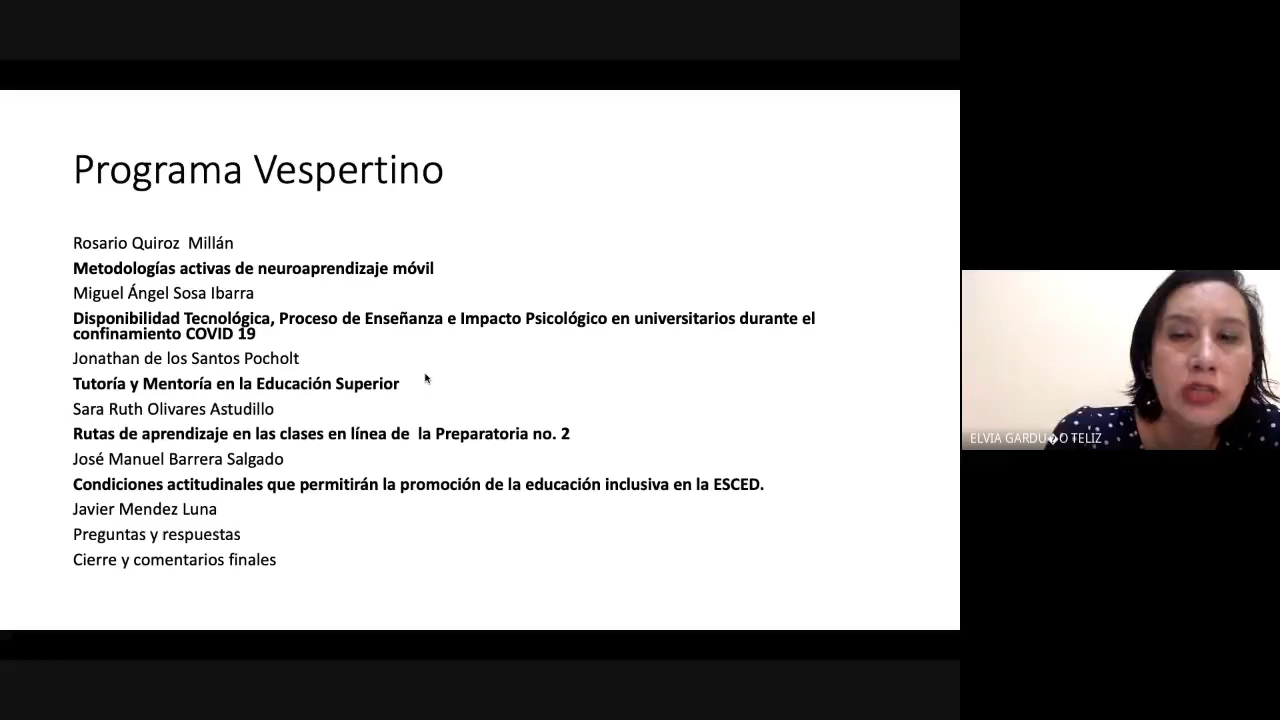 Programa Vespertino
Rosario Quiroz  Millán
Metodologías activas de neuroaprendizaje móvil
Miguel Ángel Sosa Ibarra
Disponibilidad Tecnológica, Proceso de Enseñanza e Impacto Psicológico en universitarios durante el
confinamiento COVID 19
Jonathan de los Santos Pocholt
Tutoría y Mentoría en la Educación Superior
Sara Ruth Olivares Astudillo
Rutas de aprendizaje en las clases en línea de  la Preparatoria no. 2
José Manuel Barrera Salgado
Condiciones actitudinales que permitirán la promoción de la educación inclusiva en la ESCED.
Javier Mendez Luna
Preguntas y respuestas
Cierre y comentarios finales
ELVIA GARDU�O TELIZ